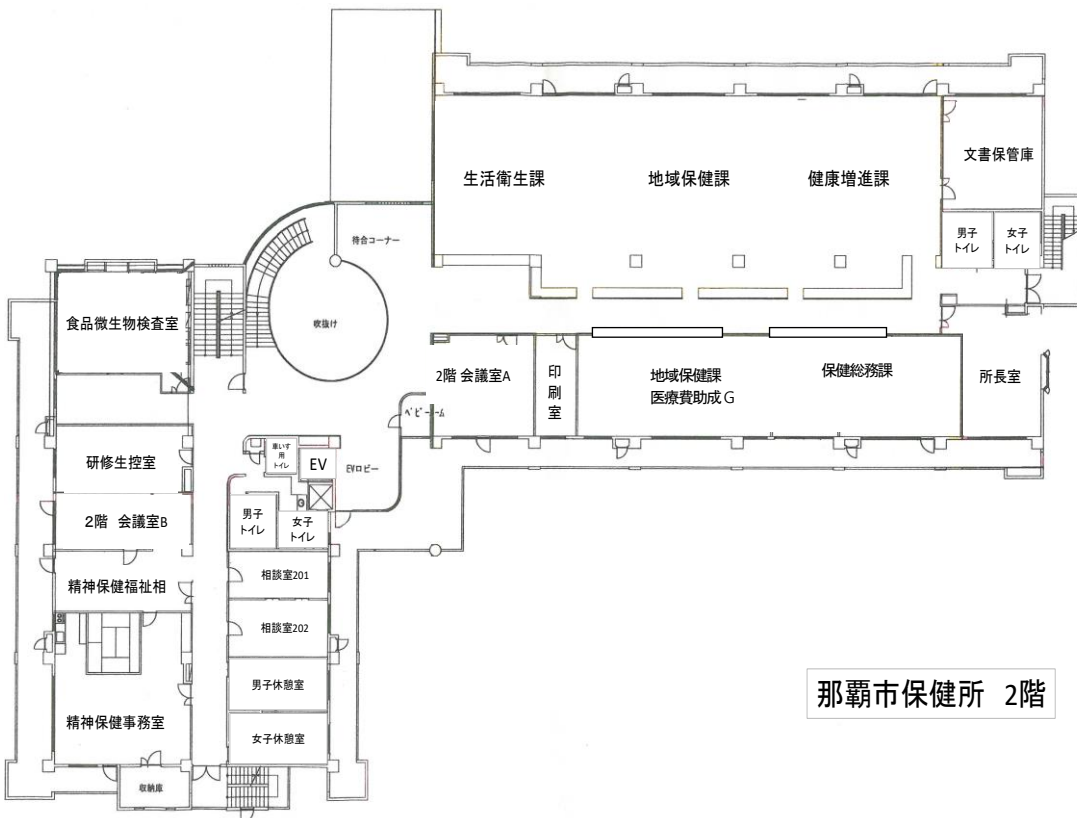 生活衛生課
地域保健課
健康増進課
文書保管庫
男子
トイレ
女子
トイレ
待合コーナー
吹抜け
食品微生物検査室
2階 会議室A
印
刷
室
地域保健課
医療費助成G
保健総務課
所長室
ベビールーム
研修生控室
車いす
用
トイレ
EV
EVロビー
2階 会議室B
男子
トイレ
女子
トイレ
精神保健福祉相
相談室201
相談室202
男子休憩室
精神保健事務室
女子休憩室
収納庫
那覇市保健所 2階